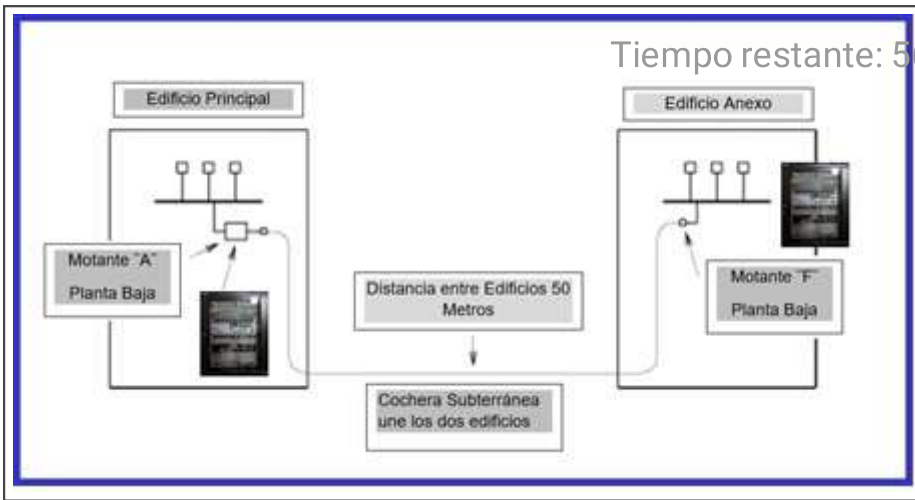 Tiempo restante: 5
Edificio Principal
Edificio Anexo
Motante ¨A¨
Planta Baja
Distancia entre Edificios 50
Metros
Motante ¨F¨
Planta Baja
Cochera Subterránea
une los dos edificios